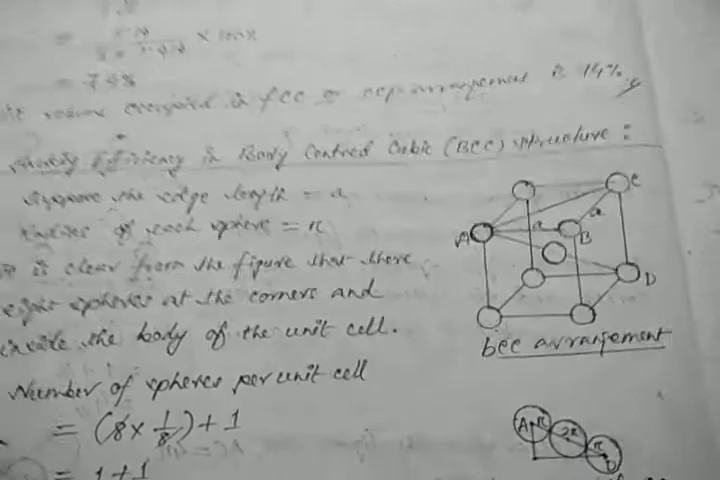 × 100%
= 74%
volume occupied in fcc or ccp arrangement is 74%.
Packing Efficiency in Body Centred Cubic (BCC) structure:
Suppose the edge length = a
Radius of each sphere = r
It is clear from the figure that there
eight spheres at the corners and
inside the body of the unit cell.
Number of spheres per unit cell
= (8 × 1/8) + 1
= 1 + 1
C
a
A
a
B
D
bcc arrangement
A r
2r
r
D